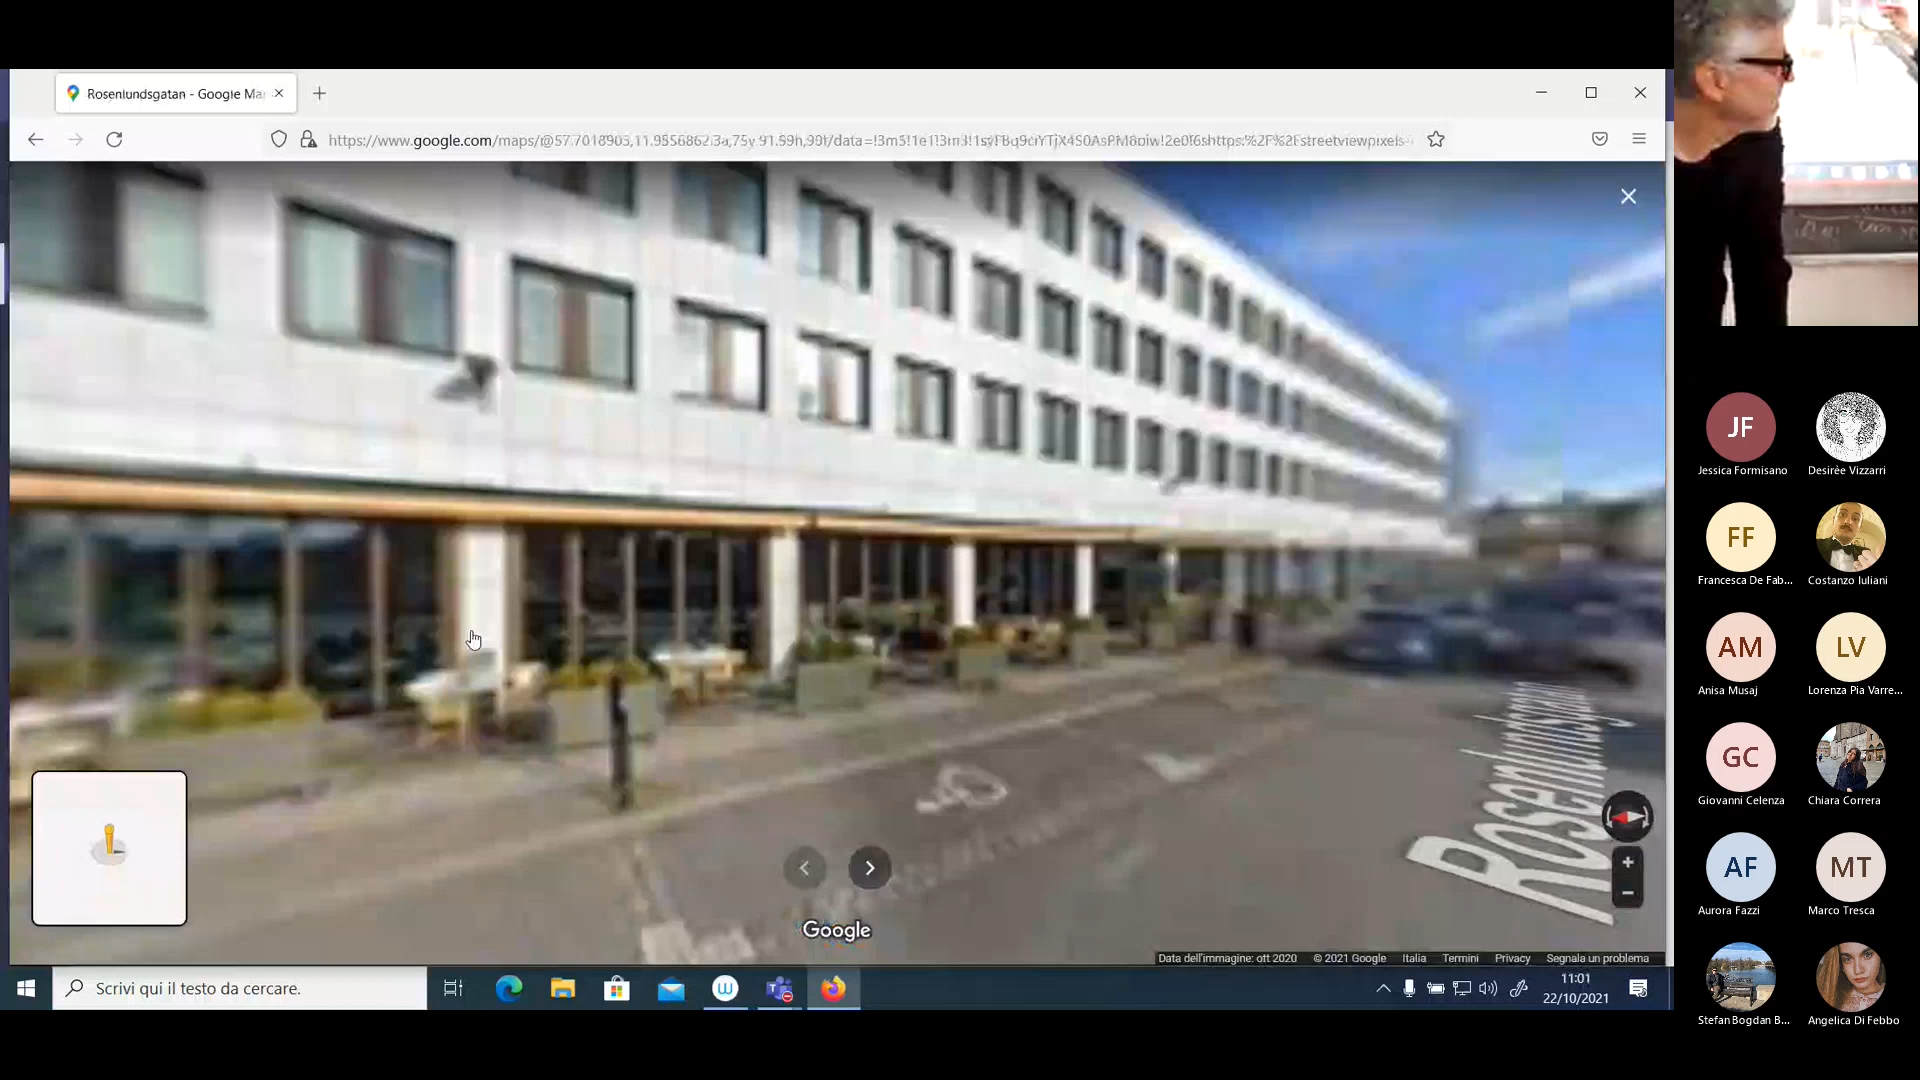 Rosenlundsgatan - Google Ma
https://www.google.com/maps/@57.7018903,11.9556862,3a,75y,91.59h,99t/data=!3m5!1e1!3m3!
Rosenlundsgatan
Google
Data dell'immagine: ott 2020 © 2021 Google Italia Termini Privacy Segnala un problema
Scrivi qui il testo da cercare.
11:01
22/10/2021
JF
Jessica Formisano
Desirèe Vizzarri
FF
Francesca De Fab...
Costanzo Iuliani
AM
Anisa Musaj
LV
Lorenza Pia Varre...
GC
Giovanni Celenza
Chiara Correra
AF
Aurora Fazzi
MT
Marco Tresca
Stefan Bogdan B...
Angelica Di Febbo